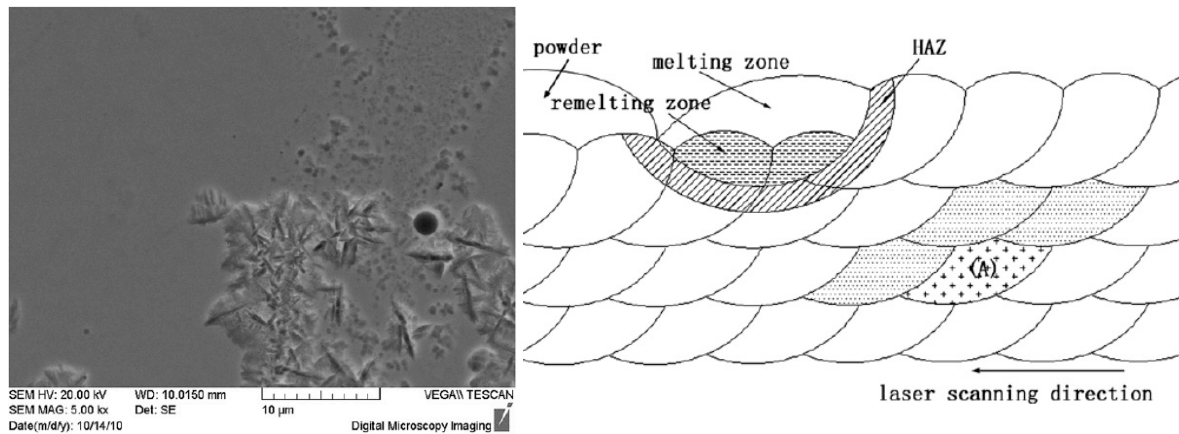 SEM HV: 20.00 kV WD: 10.0150 mm VEGA\\ TESCAN
SEM MAG: 5.00 kx Det: SE 10 µm
Date(m/d/y): 10/14/10 Digital Microscopy Imaging
powder
melting zone
HAZ
remelting zone
(A)
laser scanning direction